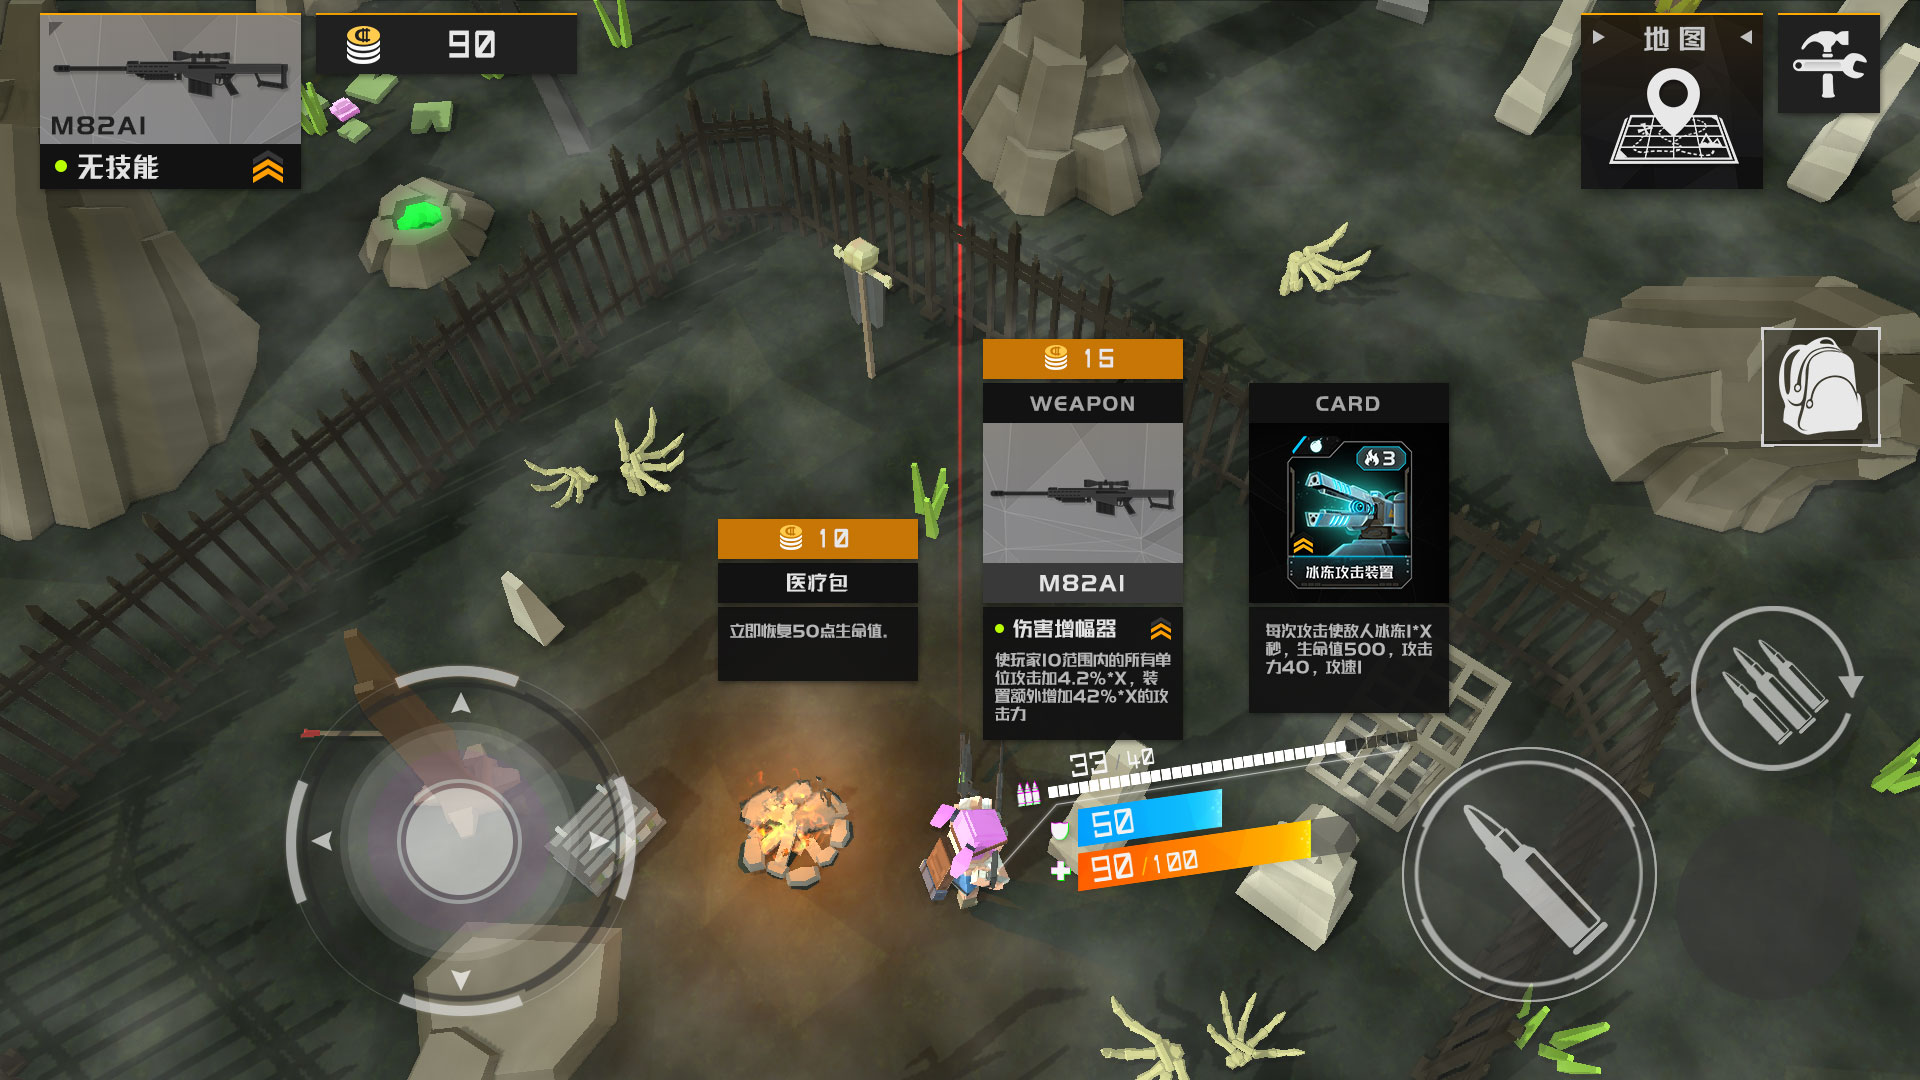 M82A1
无技能
90
地图
15
WEAPON
M82A1
伤害增幅器
使玩家10范围内的所有单
位攻击加4.2%*X，装
置额外增加42%*X的攻
击力
CARD
3
冰冻攻击装置
每次攻击使敌人冰冻1*X
秒，生命值500，攻击
力40，攻速1
10
医疗包
立即恢复50点生命值.
33/40
50
90/100